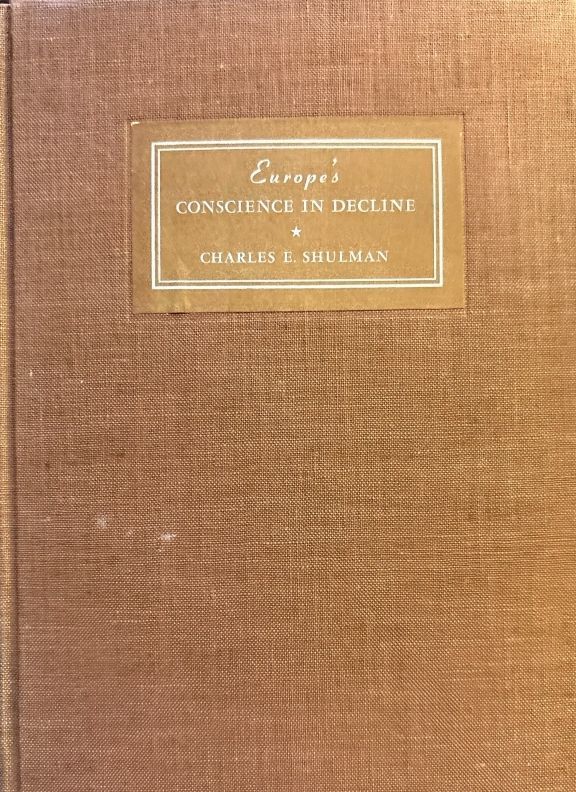 Europe's
CONSCIENCE IN DECLINE
★
CHARLES E. SHULMAN